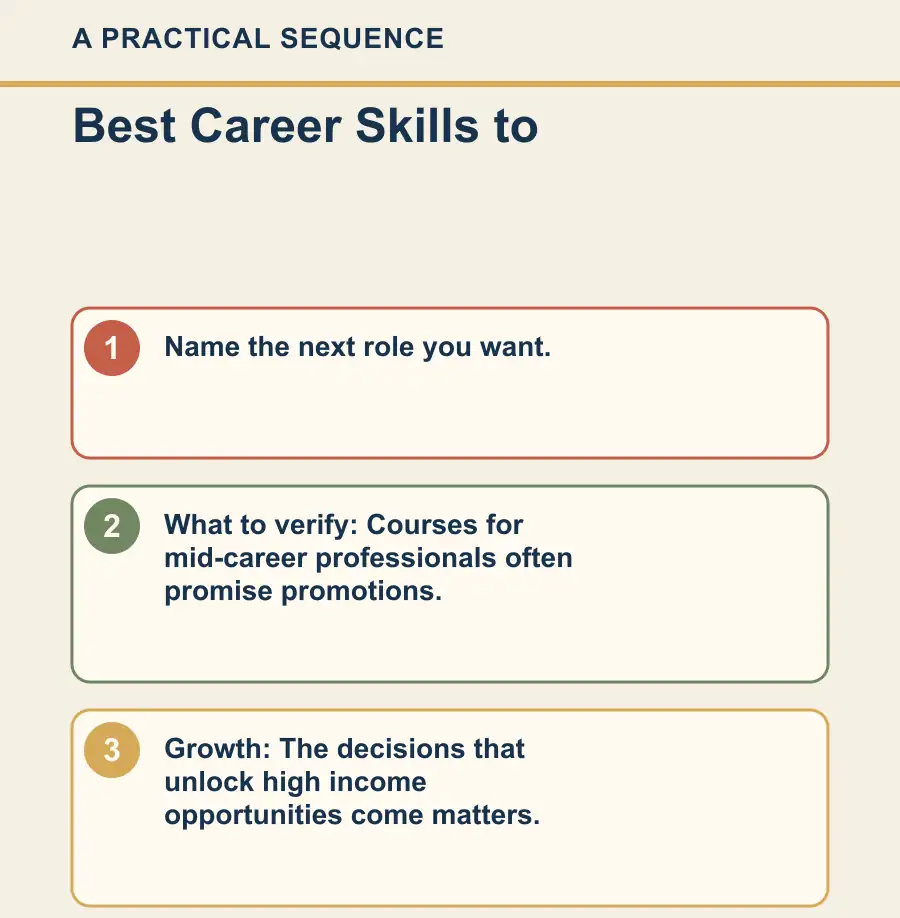 A PRACTICAL SEQUENCE
Best Career Skills to
1
Name the next role you want.
2
What to verify: Courses for
mid-career professionals often
promise promotions.
3
Growth: The decisions that
unlock high income
opportunities come matters.